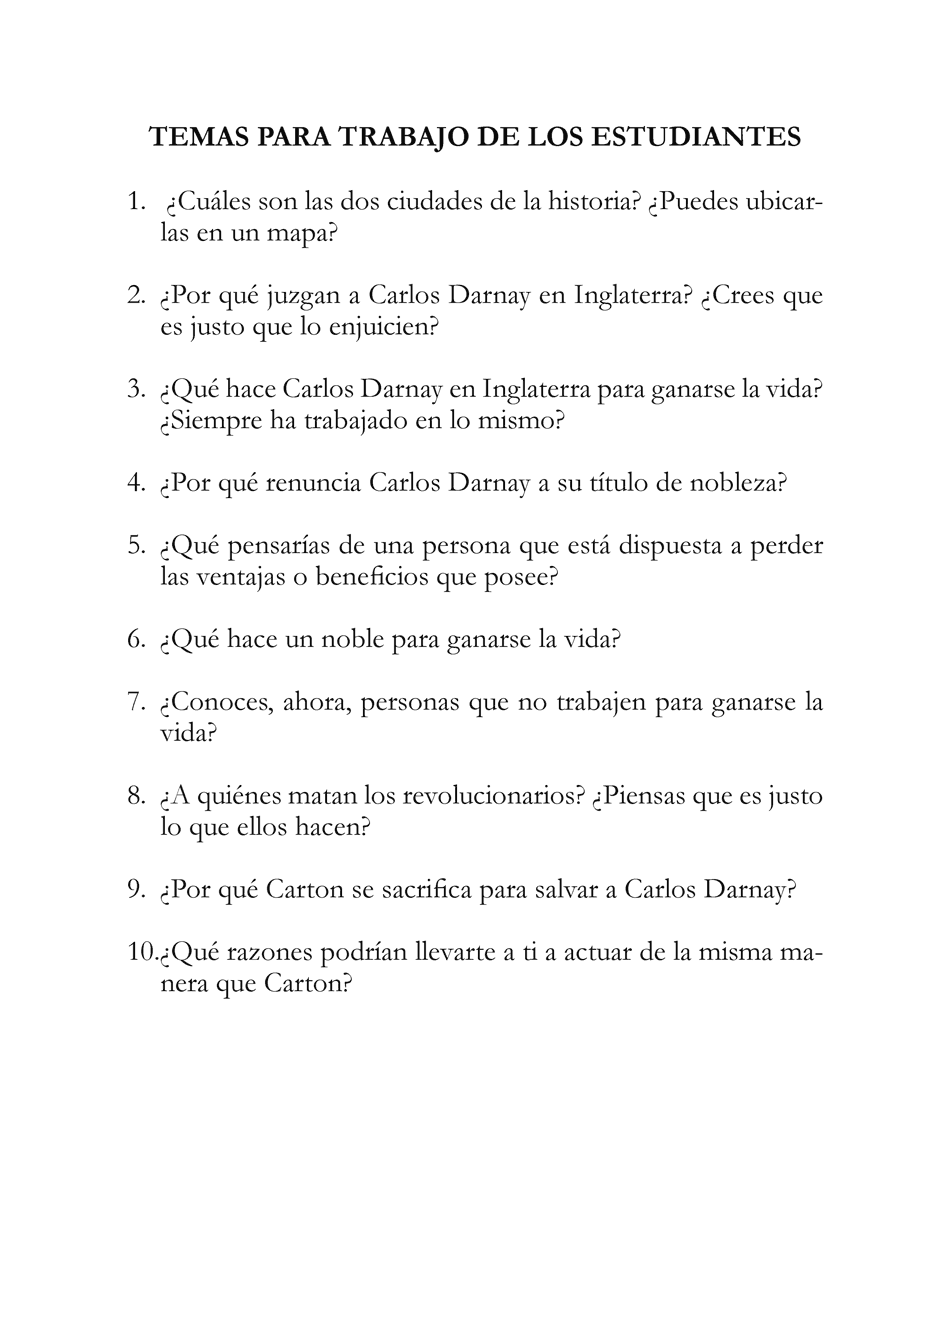 TEMAS PARA TRABAJO DE LOS ESTUDIANTES
1. ¿Cuáles son las dos ciudades de la historia? ¿Puedes ubicar-
las en un mapa?
2. ¿Por qué juzgan a Carlos Darnay en Inglaterra? ¿Crees que
es justo que lo enjuicien?
3. ¿Qué hace Carlos Darnay en Inglaterra para ganarse la vida?
¿Siempre ha trabajado en lo mismo?
4. ¿Por qué renuncia Carlos Darnay a su título de nobleza?
5. ¿Qué pensarías de una persona que está dispuesta a perder
las ventajas o beneficios que posee?
6. ¿Qué hace un noble para ganarse la vida?
7. ¿Conoces, ahora, personas que no trabajen para ganarse la
vida?
8. ¿A quiénes matan los revolucionarios? ¿Piensas que es justo
lo que ellos hacen?
9. ¿Por qué Carton se sacrifica para salvar a Carlos Darnay?
10.¿Qué razones podrían llevarte a ti a actuar de la misma ma-
nera que Carton?